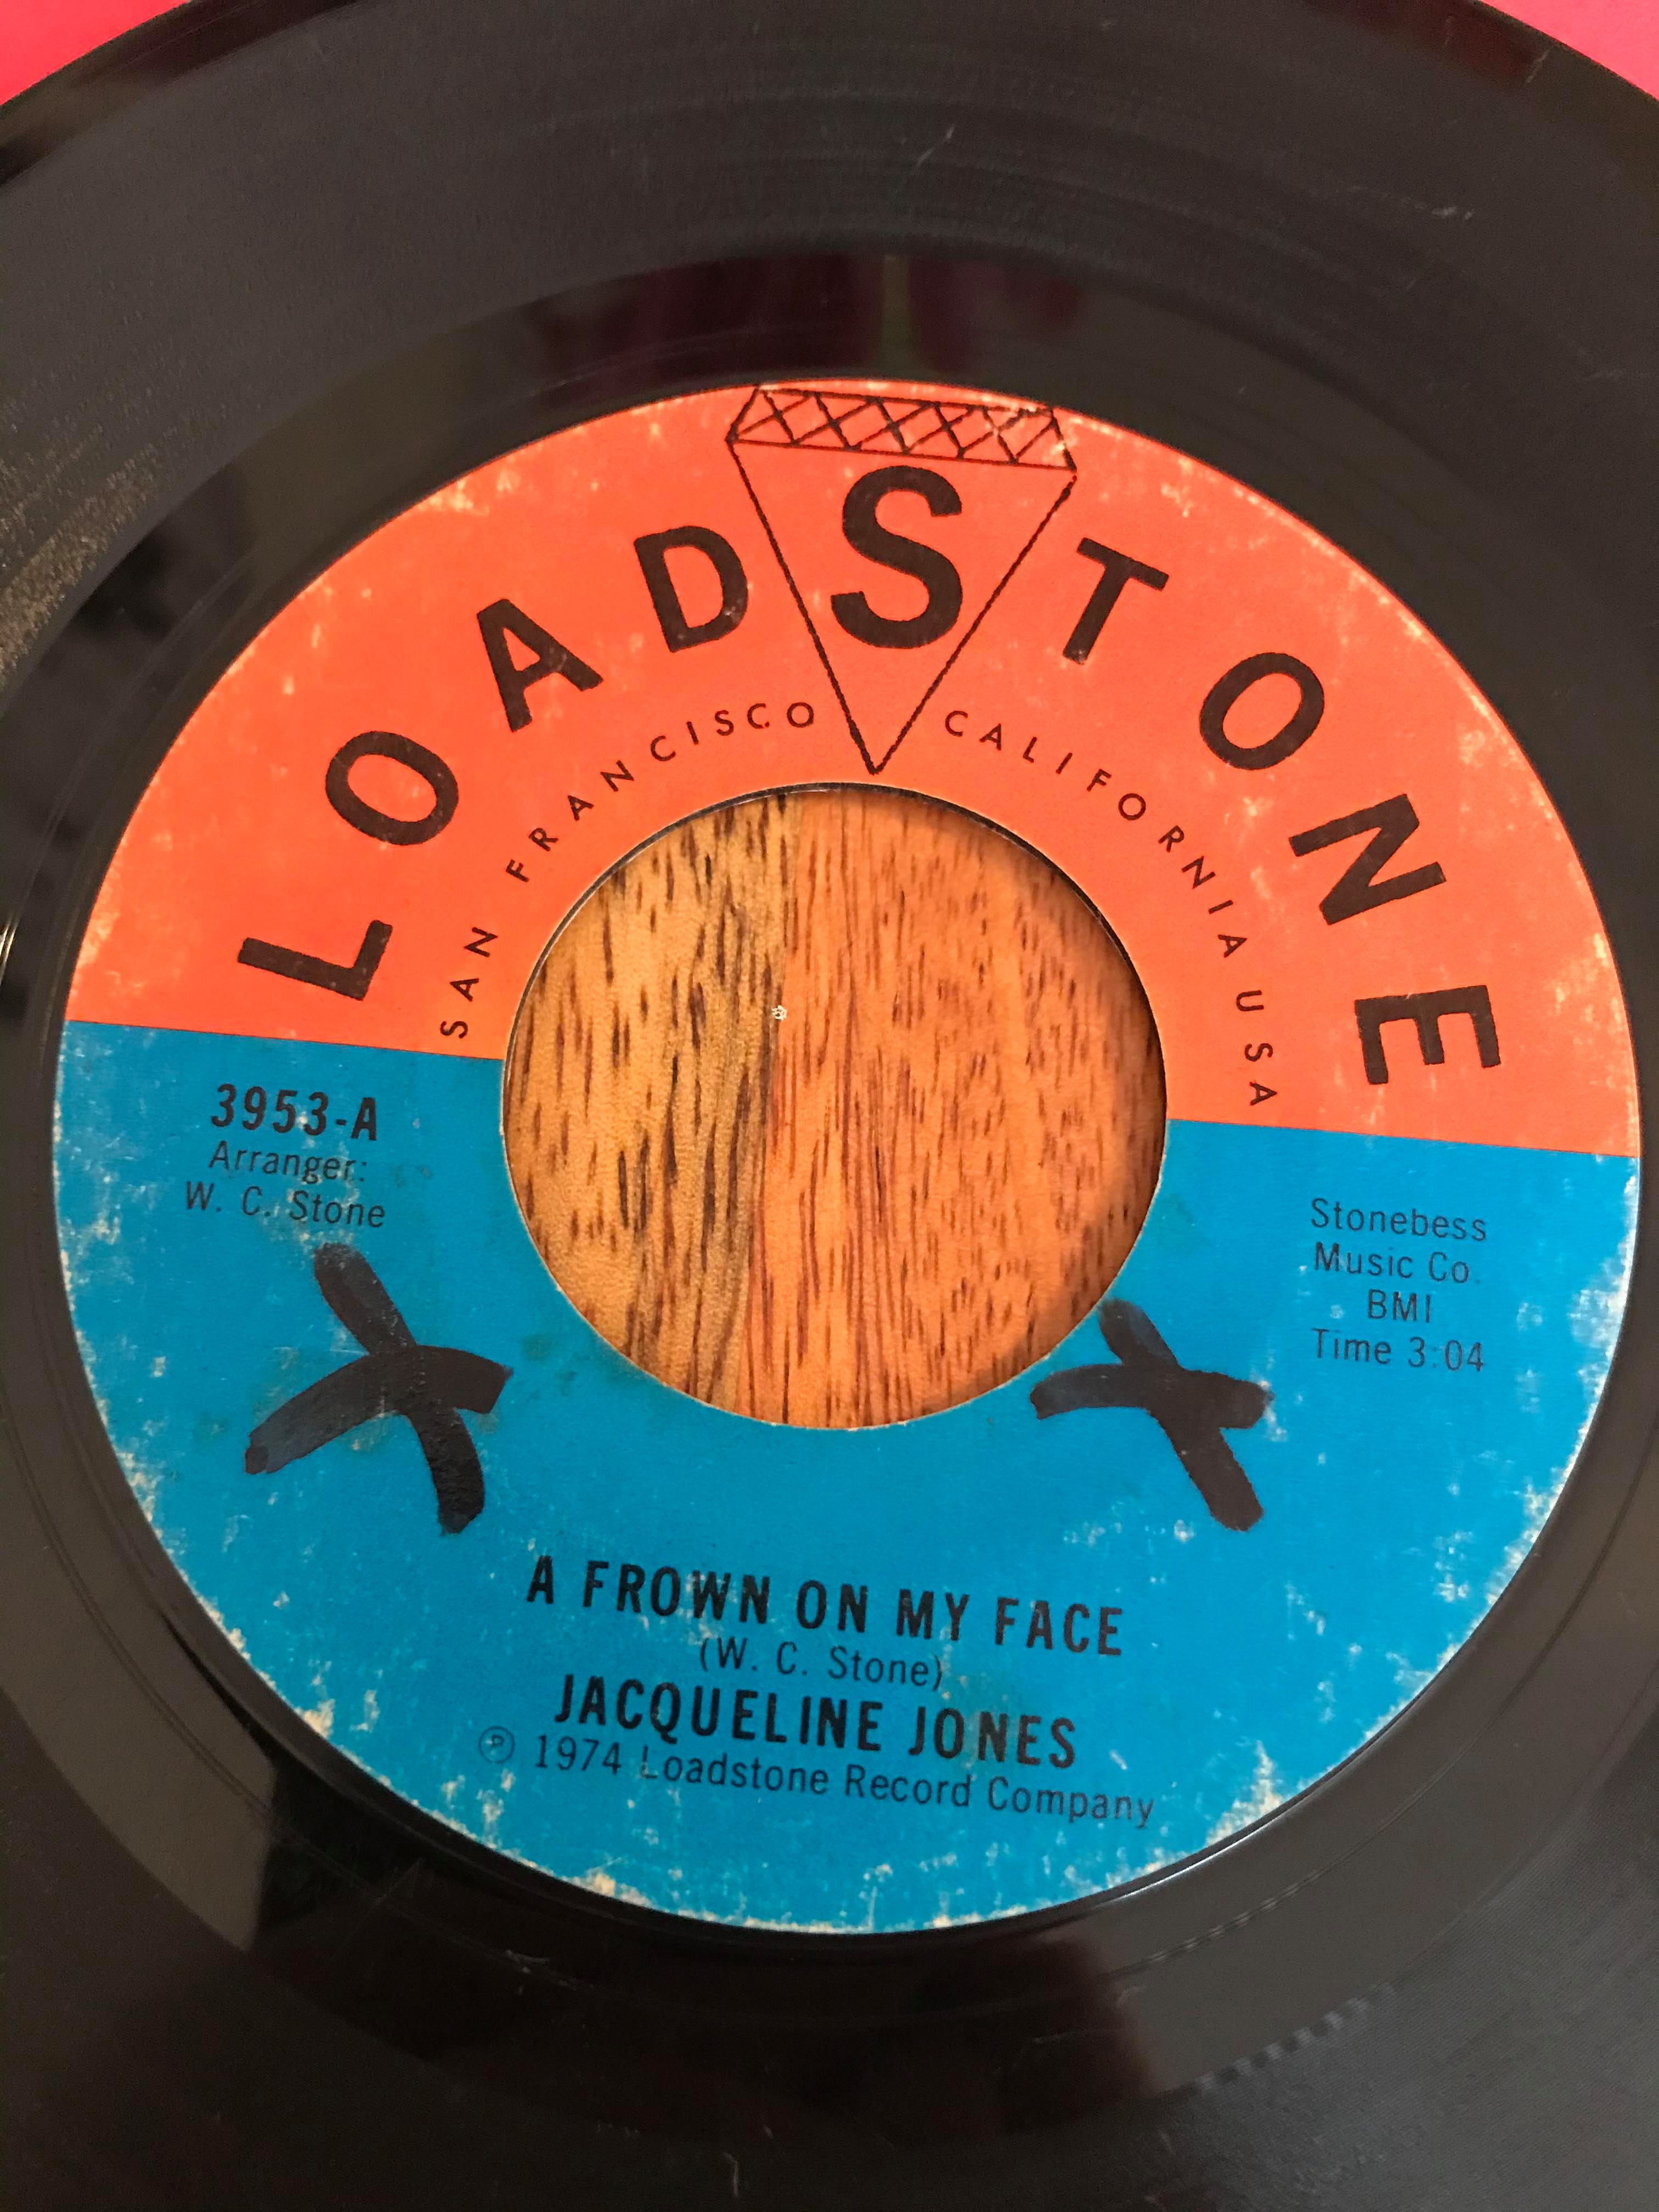 LOADSTONE
SAN FRANCISCO CALIFORNIA USA
3953-A
Arranger:
W. C. Stone
Stonebess
Music Co.
BMI
Time 3:04
A FROWN ON MY FACE
(W. C. Stone)
JACQUELINE JONES
℗ 1974 Loadstone Record Company